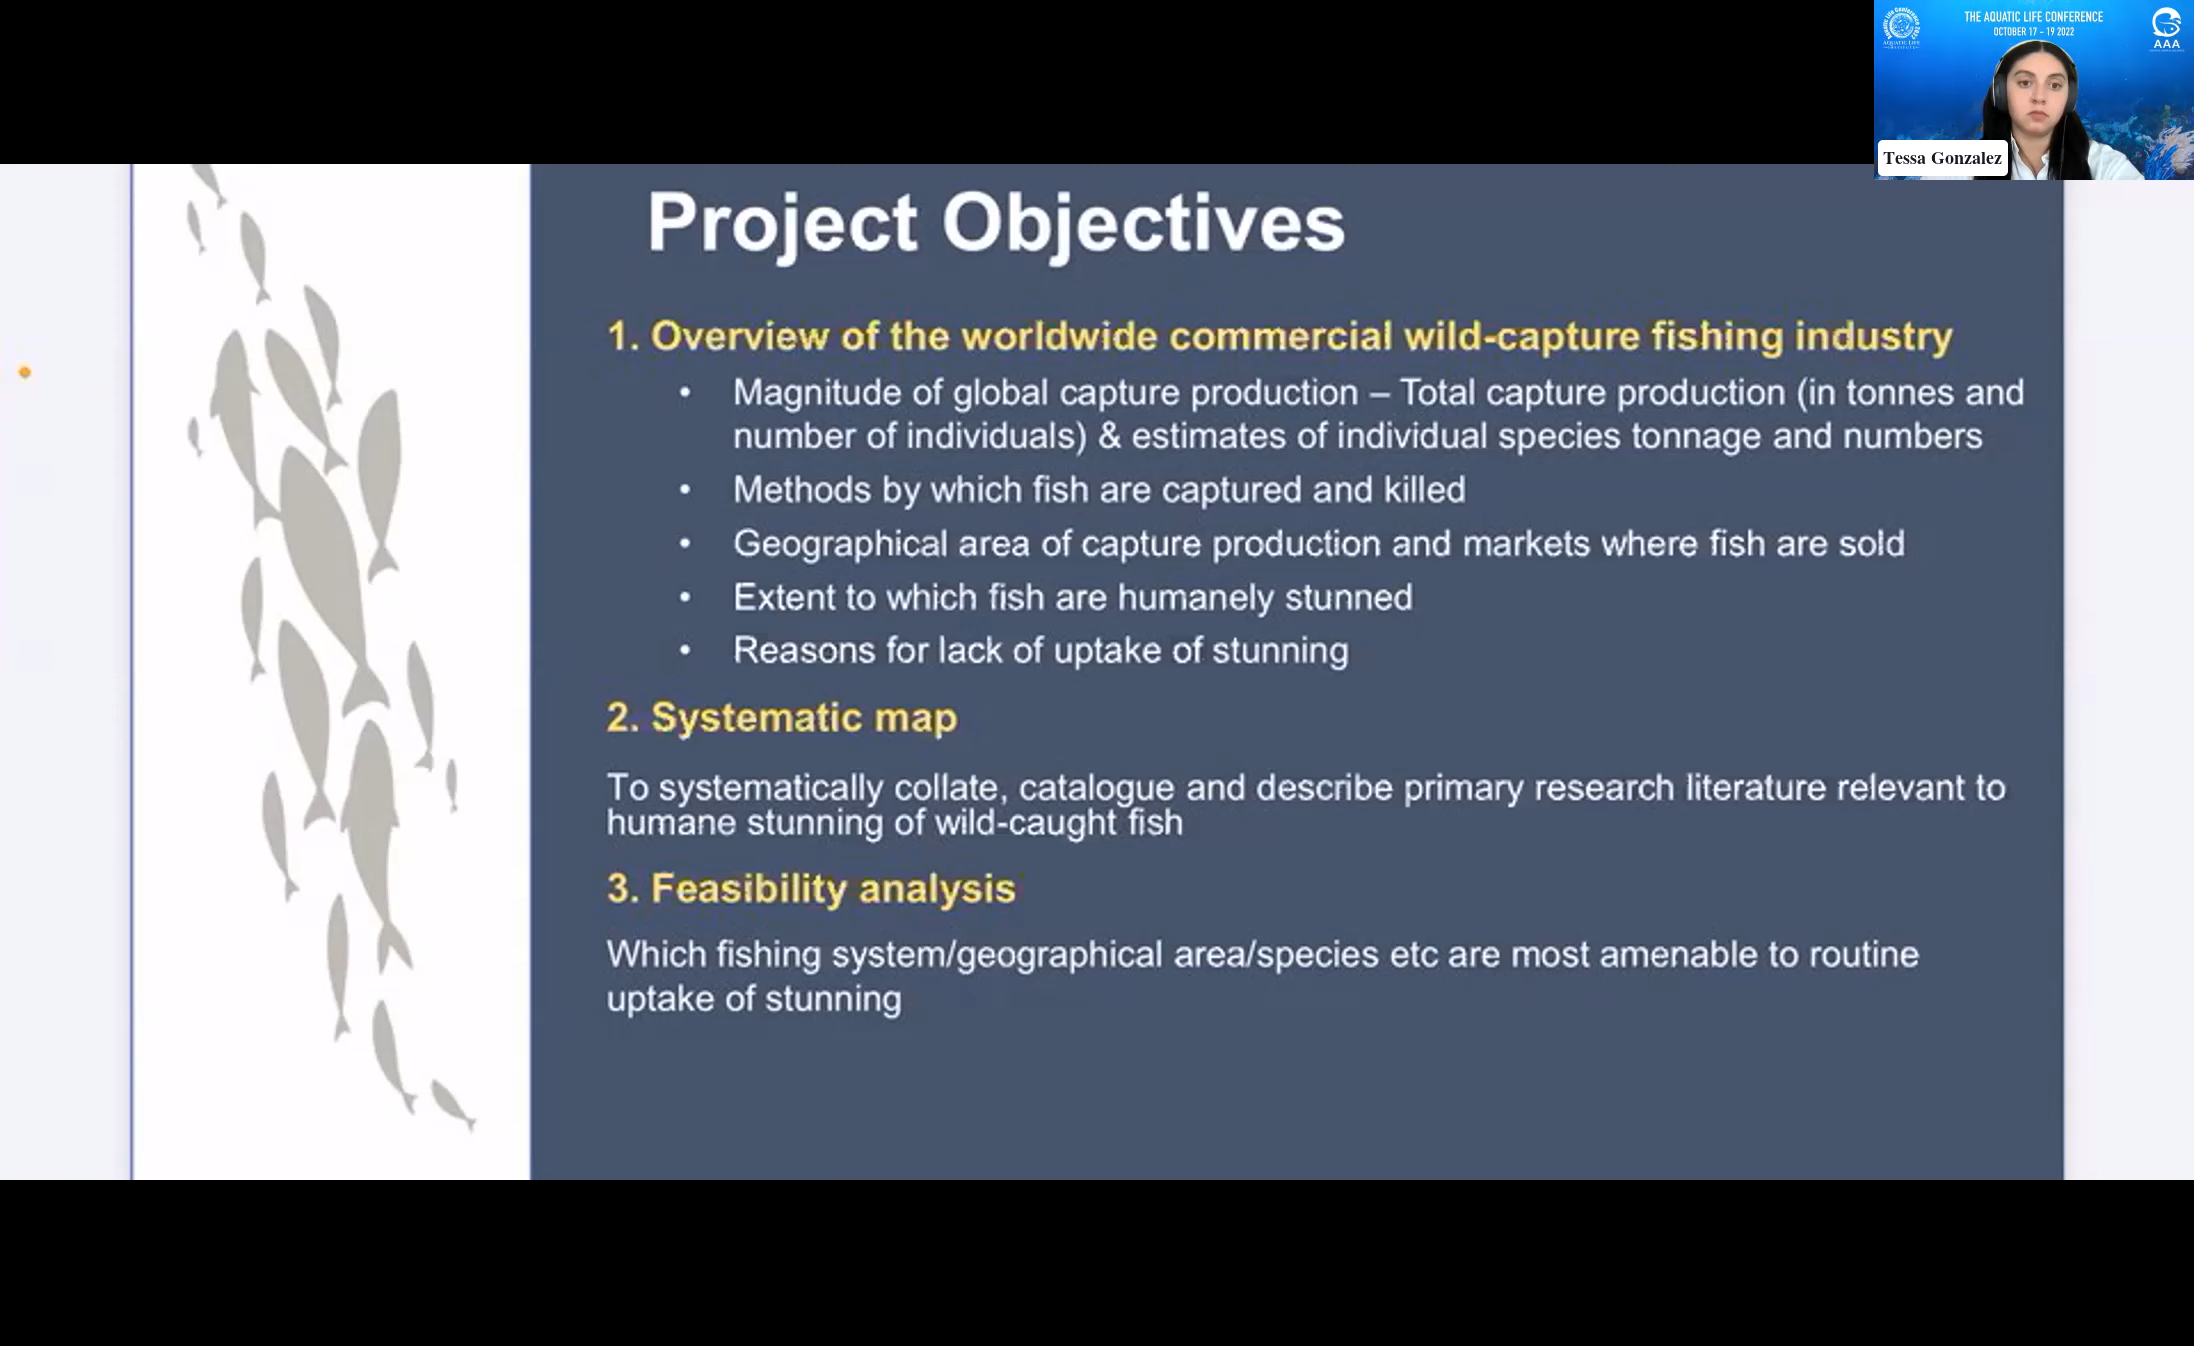 THE AQUATIC LIFE CONFERENCE
OCTOBER 17 - 19 2022
AAA
Tessa Gonzalez
Project Objectives
1. Overview of the worldwide commercial wild-capture fishing industry
• Magnitude of global capture production – Total capture production (in tonnes and
number of individuals) & estimates of individual species tonnage and numbers
• Methods by which fish are captured and killed
• Geographical area of capture production and markets where fish are sold
• Extent to which fish are humanely stunned
• Reasons for lack of uptake of stunning
2. Systematic map
To systematically collate, catalogue and describe primary research literature relevant to
humane stunning of wild-caught fish
3. Feasibility analysis
Which fishing system/geographical area/species etc are most amenable to routine
uptake of stunning